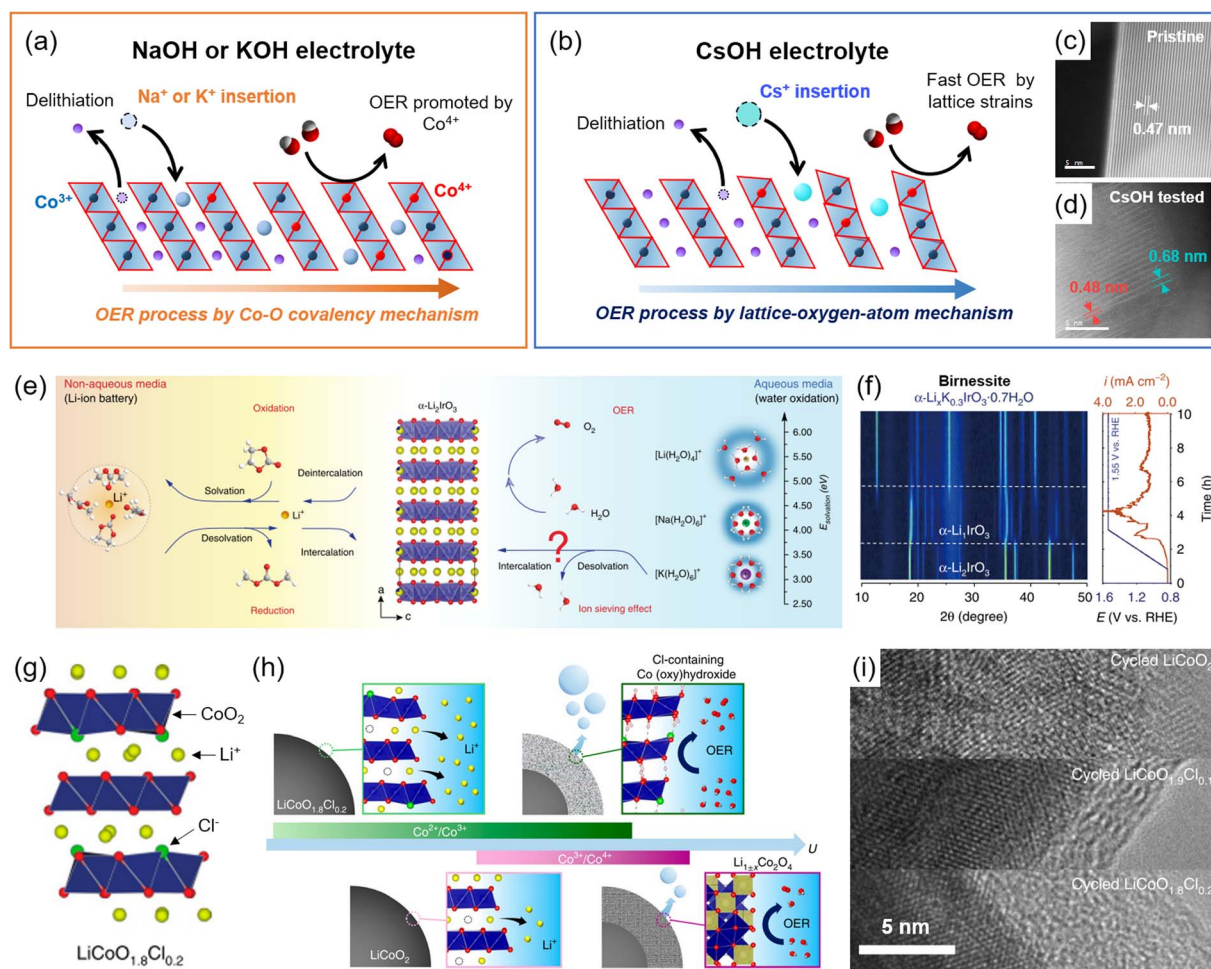 (a)
NaOH or KOH electrolyte
Delithiation
Na⁺ or K⁺ insertion
OER promoted by
Co⁴⁺
Co³⁺
Co⁴⁺
OER process by Co-O covalency mechanism
(b)
CsOH electrolyte
Cs⁺ insertion
Delithiation
Fast OER by
lattice strains
OER process by lattice-oxygen-atom mechanism
(c)
Pristine
0.47 nm
5 nm
(d)
CsOH tested
0.68 nm
0.48 nm
5 nm
(e)
Non-aqueous media
(Li-ion battery)
Oxidation
Deintercalation
Solvation
Li⁺
Li⁺
Desolvation
Intercalation
Reduction
α-Li₂IrO₃
a
c
OER
O₂
H₂O
?
Intercalation
Desolvation
Ion sieving effect
Aqueous media
(water oxidation)
[Li(H₂O)₄]⁺
[Na(H₂O)₆]⁺
[K(H₂O)₆]⁺
6.00
5.50
5.00
4.50
4.00
3.50
3.00
2.50
E solvation (eV)
(f)
Birnessite
α-LiₓK₀.₃IrO₃·0.7H₂O
α-Li₁IrO₃
α-Li₂IrO₃
10 20 30 40 50
2θ (degree)
i (mA cm⁻²)
4.0 2.0 0.0
1.55 V vs. RHE
10
8
6
4
2
0
Time (h)
1.6 1.2 0.8
E (V vs. RHE)
(g)
CoO₂
Li⁺
Cl⁻
LiCoO₁.₈Cl₀.₂
(h)
LiCoO₁.₈Cl₀.₂
Li⁺
Cl-containing
Co (oxy)hydroxide
OER
Co²⁺/Co³⁺
U
Co³⁺/Co⁴⁺
LiCoO₂
Li⁺
Li₁±ₓCo₂O₄
OER
(i)
Cycled LiCoO₂
Cycled LiCoO₁.₉Cl₀.₁
Cycled LiCoO₁.₈Cl₀.₂
5 nm